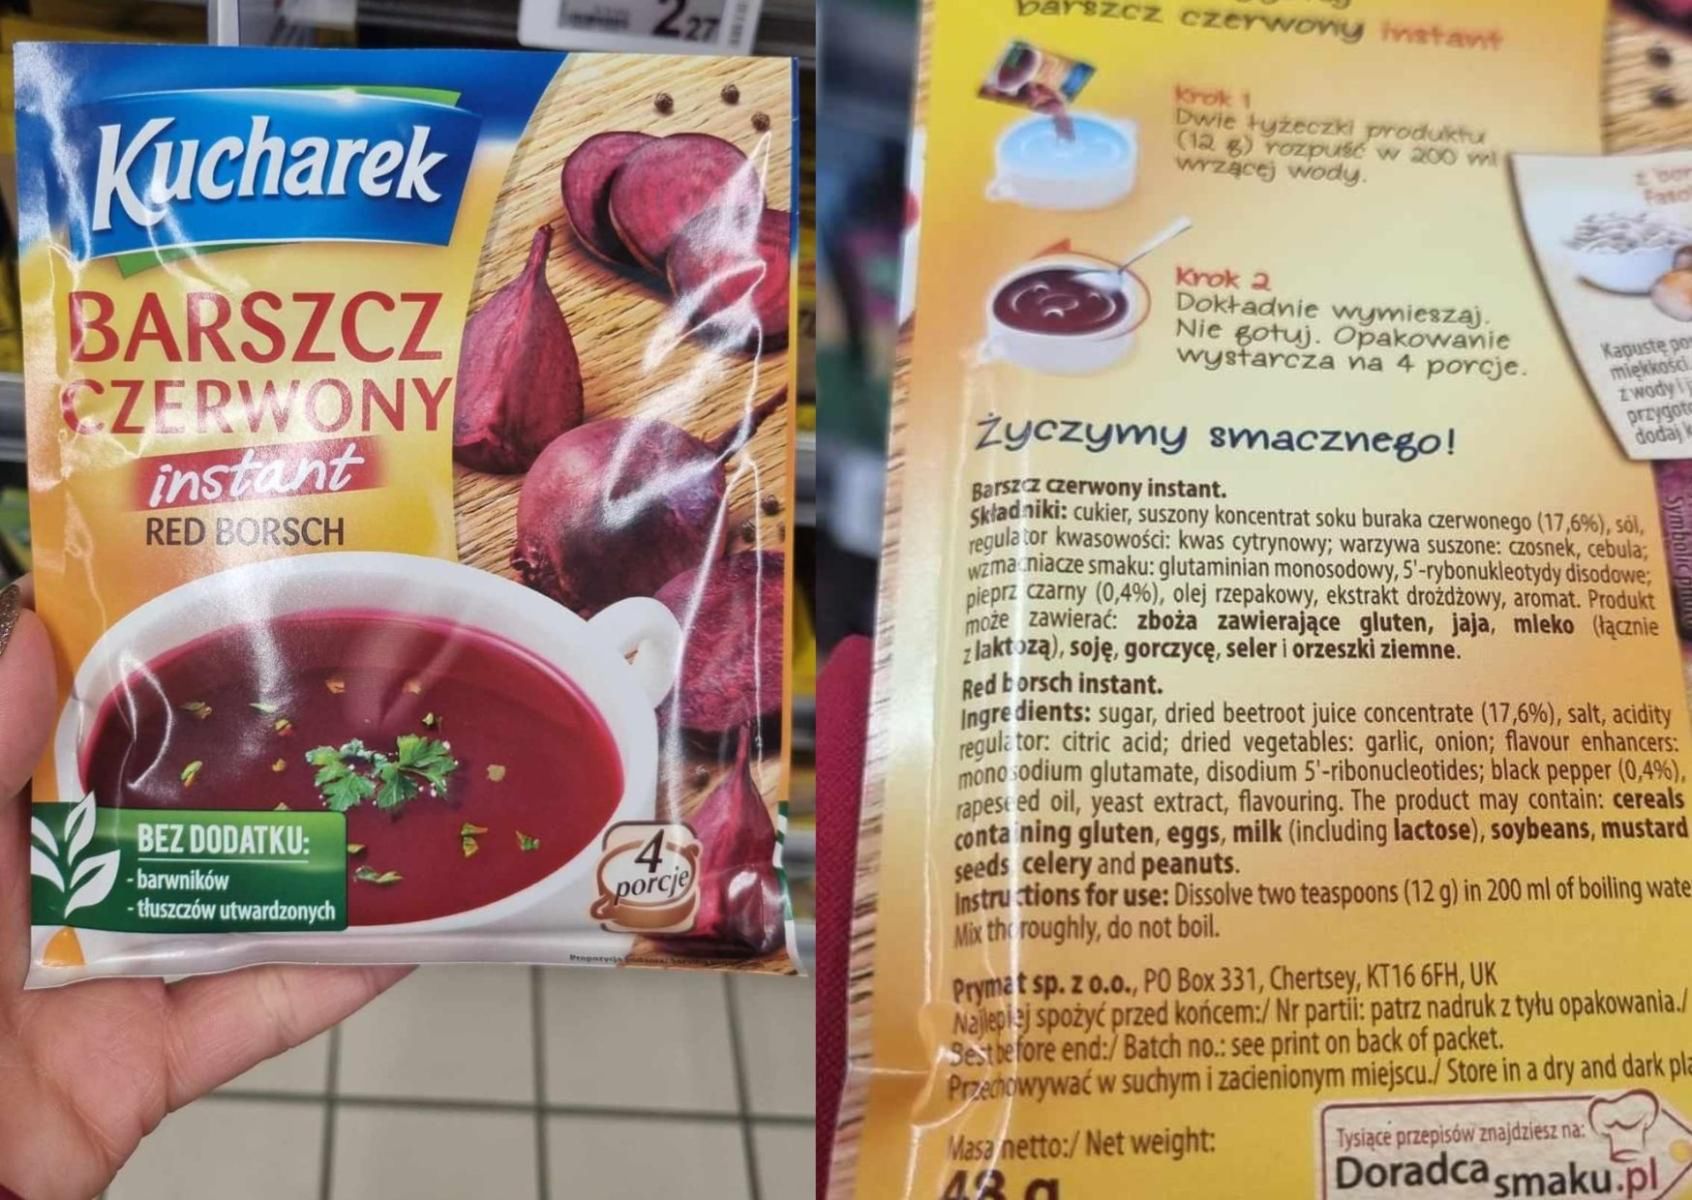 2,27
Kucharek
BARSZCZ
CZERWONY
instant
RED BORSCH
BEZ DODATKU:
- barwników
- tłuszczów utwardzonych
4
porcje
barszcz czerwony instant
Krok 1
Dwie łyżeczki produktu
(12 g) rozpuść w 200 ml
wrzącej wody.
Krok 2
Dokładnie wymieszaj.
Nie gotuj. Opakowanie
wystarcza na 4 porcje.
Kapustę
miękkości.
z wody i
dodaj
Życzymy smacznego!
Barszcz czerwony instant.
Składniki: cukier, suszony koncentrat soku buraka czerwonego (17,6%), sól,
regulator kwasowości: kwas cytrynowy; warzywa suszone: czosnek, cebula;
wzmacniacze smaku: glutaminian monosodowy, 5'-rybonukleotydy disodowe;
pieprz czarny (0,4%), olej rzepakowy, ekstrakt drożdżowy, aromat. Produkt
może zawierać: zboża zawierające gluten, jaja, mleko (łącznie
z laktozą), soję, gorczycę, seler i orzeszki ziemne.
Red borsch instant.
Ingredients: sugar, dried beetroot juice concentrate (17,6%), salt, acidity
regulator: citric acid; dried vegetables: garlic, onion; flavour enhancers:
monosodium glutamate, disodium 5'-ribonucleotides; black pepper (0,4%),
rapeseed oil, yeast extract, flavouring. The product may contain: cereals
containing gluten, eggs, milk (including lactose), soybeans, mustard
seeds, celery and peanuts.
Instructions for use: Dissolve two teaspoons (12 g) in 200 ml of boiling wate
Mix thoroughly, do not boil.
Prymat sp. z o.o., PO Box 331, Chertsey, KT16 6FH, UK
Najlepiej spożyć przed końcem:/ Nr partii: patrz nadruk z tyłu opakowania./
Best before end:/ Batch no.: see print on back of packet.
Przechowywać w suchym i zacienionym miejscu./ Store in a dry and dark pla
Masa netto:/ Net weight:
48 g
Tysiące przepisów znajdziesz na:
Doradcasmaku.pl